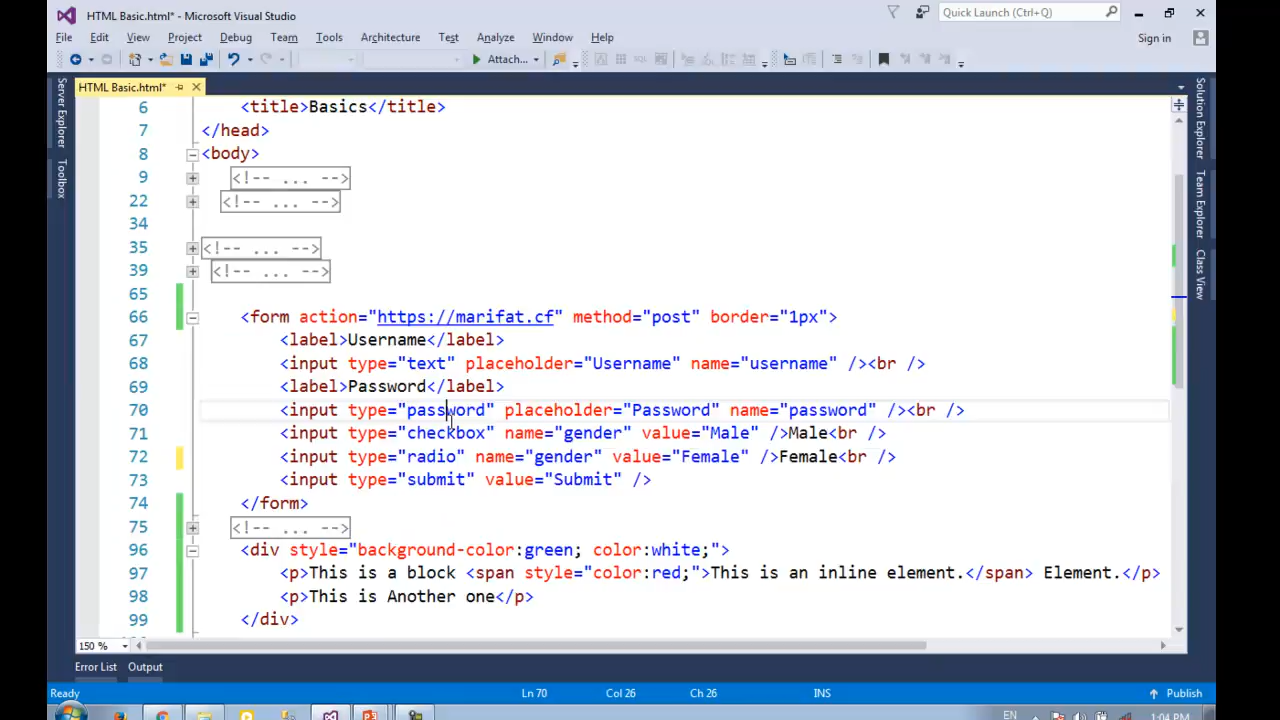 HTML Basic.html* - Microsoft Visual Studio
Quick Launch (Ctrl+Q)
File Edit View Project Debug Team Tools Architecture Test Analyze Window Help
Sign in
Attach...
HTML Basic.html*
Server Explorer
Toolbox
Solution Explorer
Team Explorer
Class View
6 <title>Basics</title>
7 </head>
8 <body>
9 <!-- ... -->
22 <!-- ... -->
34
35 <!-- ... -->
39 <!-- ... -->
65
66 <form action="https://marifat.cf" method="post" border="1px">
67 <label>Username</label>
68 <input type="text" placeholder="Username" name="username" /><br />
69 <label>Password</label>
70 <input type="password" placeholder="Password" name="password" /><br />
71 <input type="checkbox" name="gender" value="Male" />Male<br />
72 <input type="radio" name="gender" value="Female" />Female<br />
73 <input type="submit" value="Submit" />
74 </form>
75 <!-- ... -->
96 <div style="background-color:green; color:white;">
97 <p>This is a block <span style="color:red;">This is an inline element.</span> Element.</p>
98 <p>This is Another one</p>
99 </div>
150 %
Error List Output
Ready Ln 70 Col 26 Ch 26 INS Publish
EN 1:04 PM